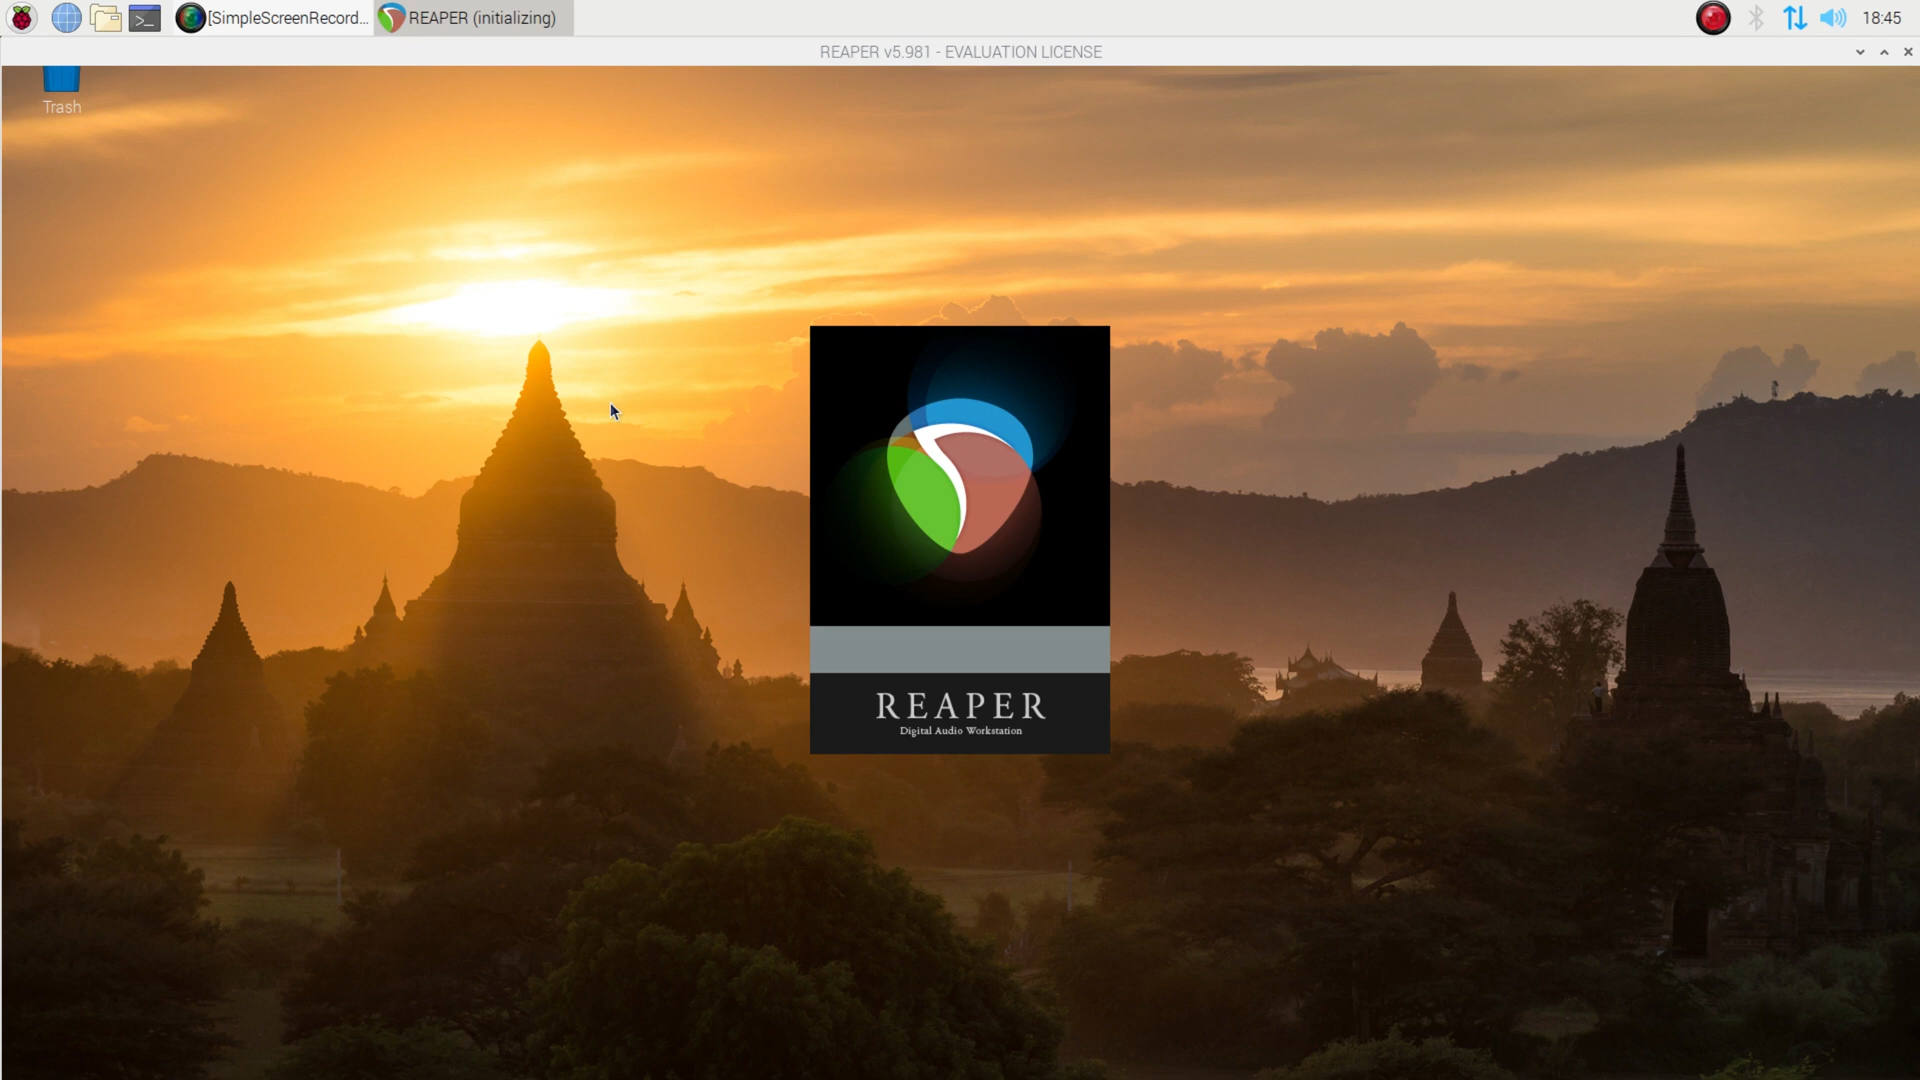 [SimpleScreenRecord...
REAPER (initializing)
18:45
REAPER v5.981 - EVALUATION LICENSE
Trash
REAPER
Digital Audio Workstation